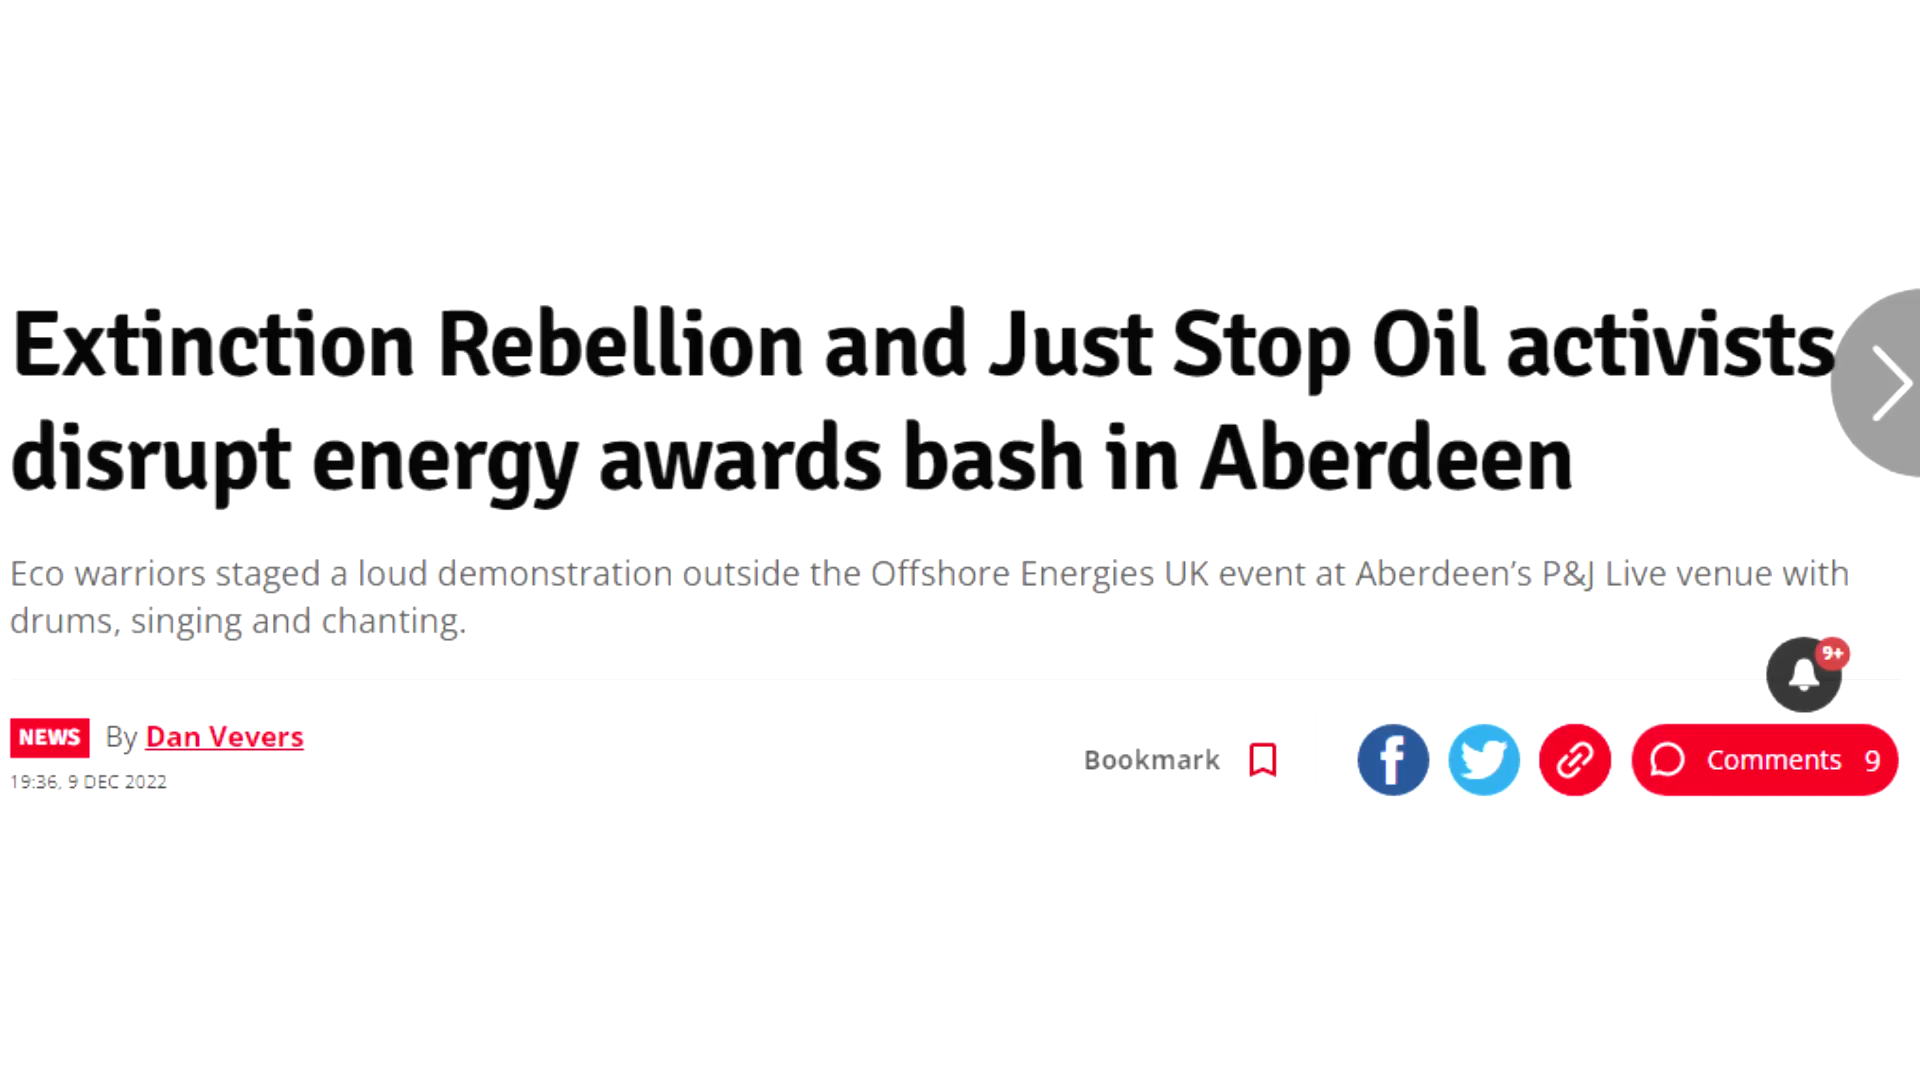 Extinction Rebellion and Just Stop Oil activists
disrupt energy awards bash in Aberdeen
Eco warriors staged a loud demonstration outside the Offshore Energies UK event at Aberdeen’s P&J Live venue with
drums, singing and chanting.
9+
NEWS By Dan Vevers
Bookmark Comments 9
19:36, 9 DEC 2022